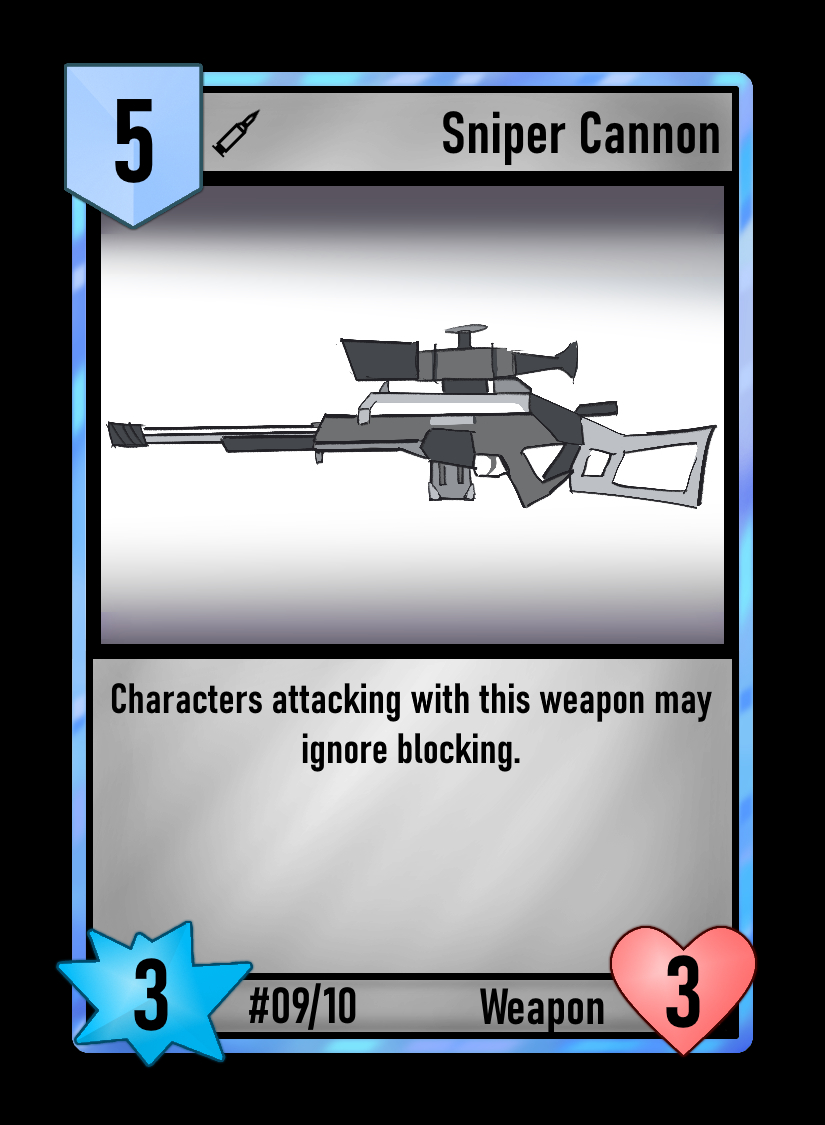 5
Sniper Cannon
Characters attacking with this weapon may
ignore blocking.
3
#09/10
Weapon
3